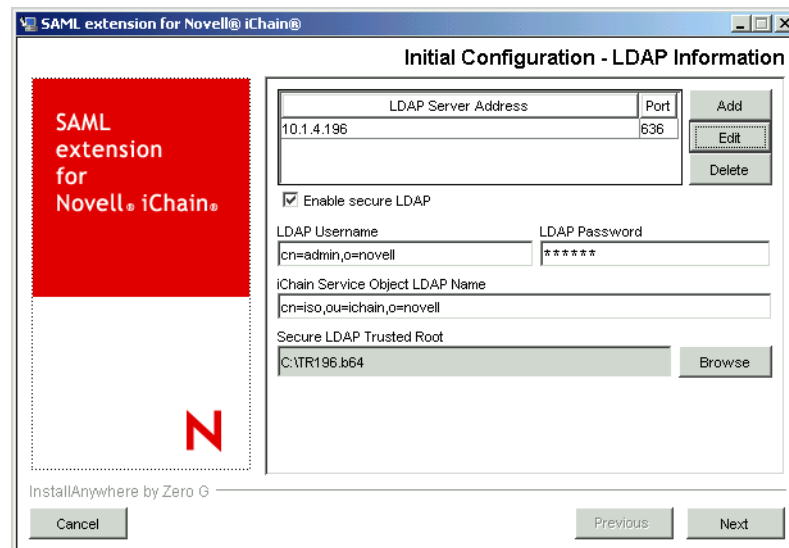 SAML extension for Novell® iChain®
Initial Configuration - LDAP Information
SAML
extension
for
Novell® iChain®
LDAP Server Address Port
10.1.4.196 636
Add
Edit
Delete
Enable secure LDAP
LDAP Username LDAP Password
cn=admin,o=novell ******
iChain Service Object LDAP Name
cn=iso,ou=ichain,o=novell
Secure LDAP Trusted Root
C:\TR196.b64 Browse
N
InstallAnywhere by Zero G
Cancel Previous Next